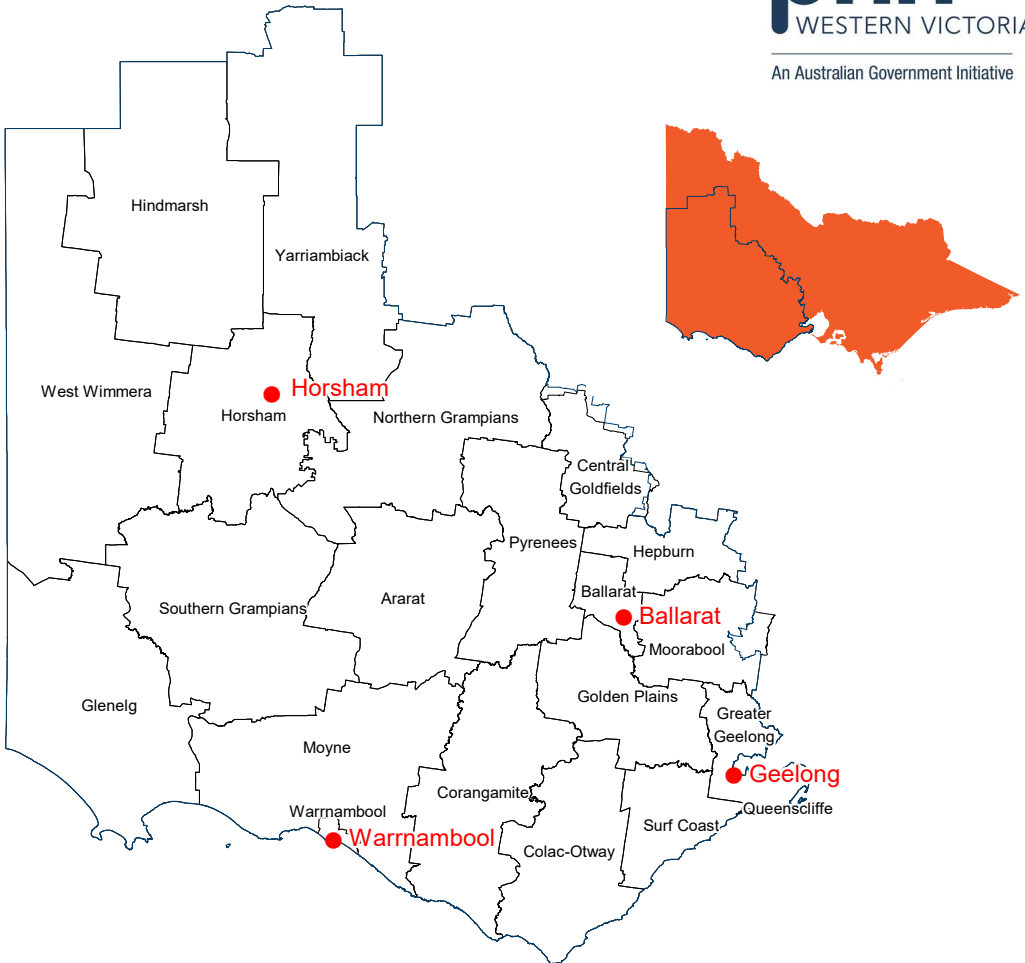 WESTERN VICTORIA
An Australian Government Initiative
Hindmarsh
Yarriambiack
West Wimmera
Horsham
Horsham
Northern Grampians
Central
Goldfields
Pyrenees
Hepburn
Ballarat
Ballarat
Ararat
Southern Grampians
Moorabool
Golden Plains
Glenelg
Greater
Geelong
Moyne
Geelong
Corangamite
Queenscliffe
Warrnambool
Warrnambool
Surf Coast
Colac-Otway